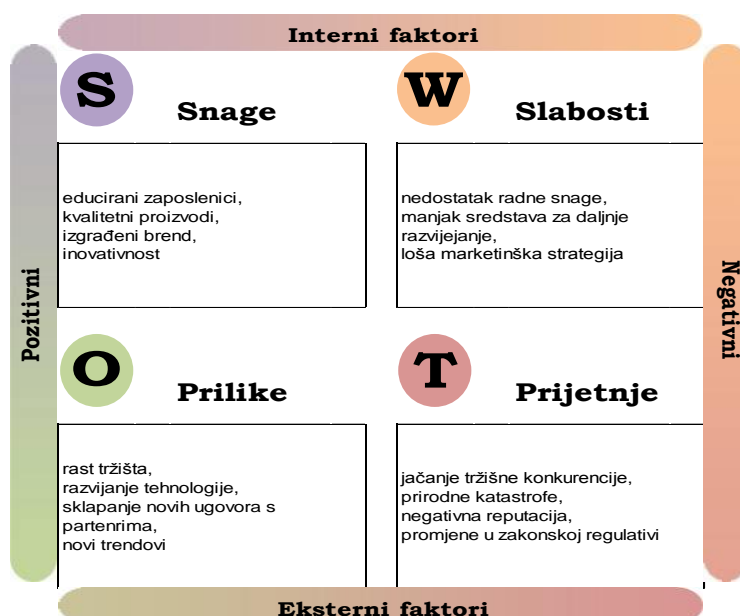 Interni faktori
S
Snage
W
Slabosti
educirani zaposlenici,
kvalitetni proizvodi,
izgrađeni brend,
inovativnost
nedostatak radne snage,
manjak sredstava za daljnje
razvijejanje,
loša marketinška strategija
Pozitivni
Negativni
O
Prilike
T
Prijetnje
rast tržišta,
razvijanje tehnologije,
sklapanje novih ugovora s
partenrima,
novi trendovi
jačanje tržišne konkurencije,
prirodne katastrofe,
negativna reputacija,
promjene u zakonskoj regulativi
Eksterni faktori